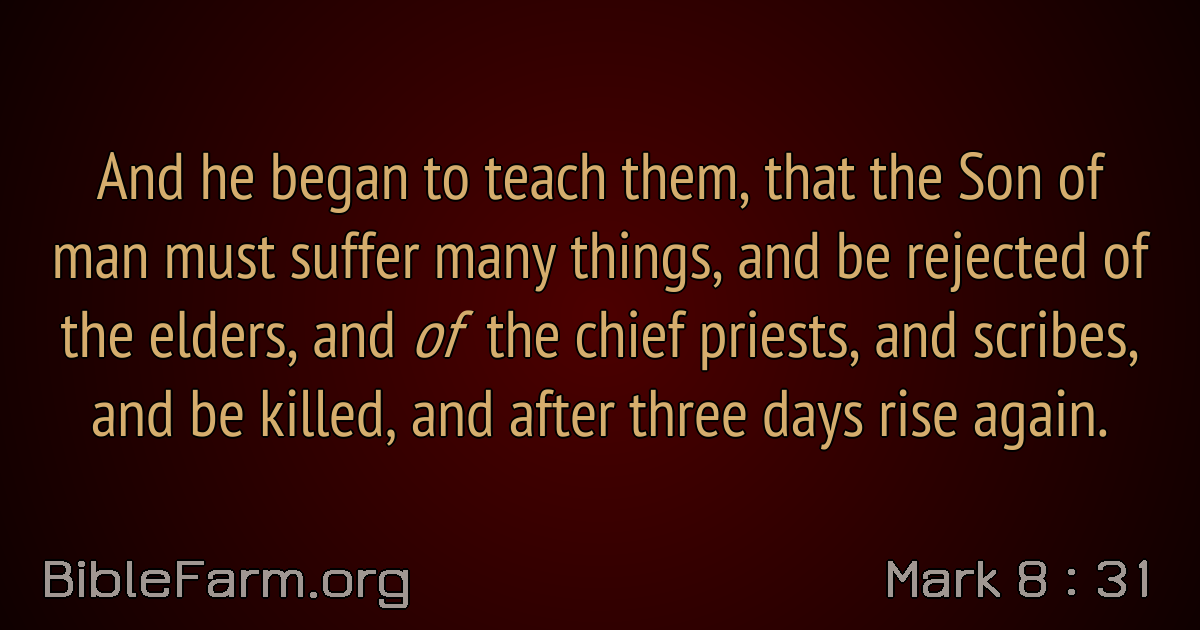 And he began to teach them, that the Son of
man must suffer many things, and be rejected of
the elders, and of the chief priests, and scribes,
and be killed, and after three days rise again.
BibleFarm.org
Mark 8 : 31